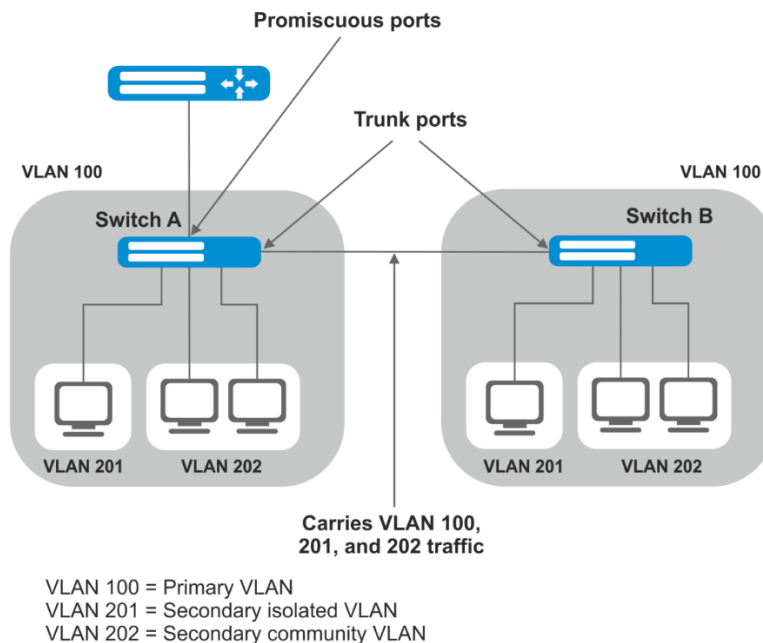 Promiscuous ports
Trunk ports
VLAN 100
VLAN 100
Switch A
Switch B
VLAN 201
VLAN 202
VLAN 201
VLAN 202
Carries VLAN 100,
201, and 202 traffic
VLAN 100 = Primary VLAN
VLAN 201 = Secondary isolated VLAN
VLAN 202 = Secondary community VLAN